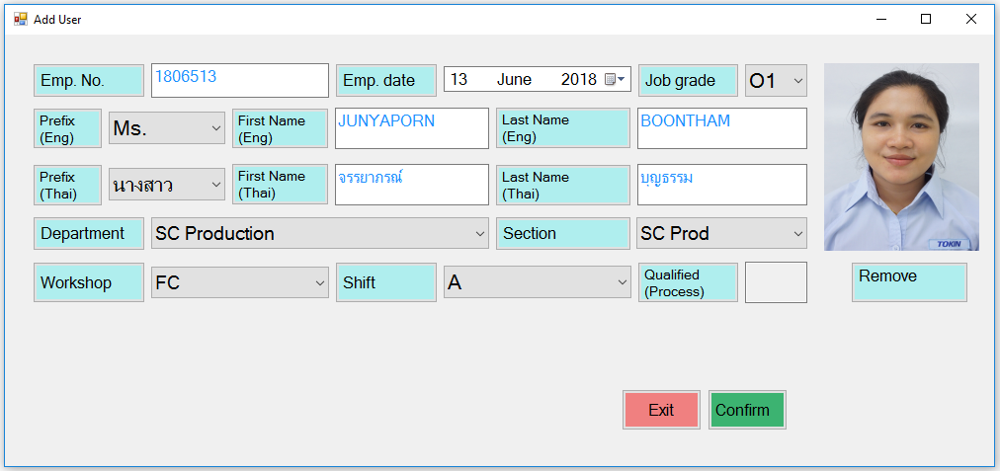 Add User
Emp. No. 1806513 Emp. date 13 June 2018 Job grade O1
Prefix (Eng) Ms. First Name (Eng) JUNYAPORN Last Name (Eng) BOONTHAM
Prefix (Thai) นางสาว First Name (Thai) จรรยาภรณ์ Last Name (Thai) บุญธรรม
Department SC Production Section SC Prod
TOKIN
Workshop FC Shift A Qualified (Process) Remove
Exit Confirm